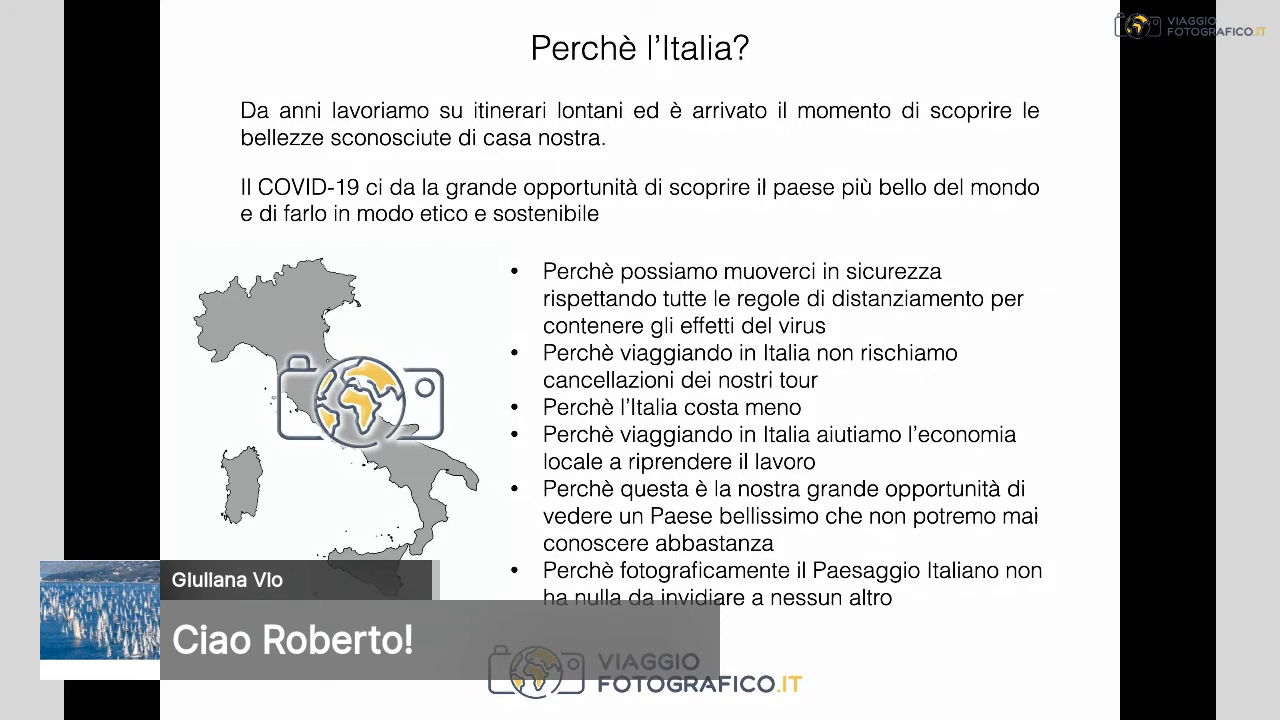 Perchè l'Italia?
VIAGGIO
FOTOGRAFICO.IT
Da anni lavoriamo su itinerari lontani ed è arrivato il momento di scoprire le
bellezze sconosciute di casa nostra.
Il COVID-19 ci da la grande opportunità di scoprire il paese più bello del mondo
e di farlo in modo etico e sostenibile
• Perchè possiamo muoverci in sicurezza
rispettando tutte le regole di distanziamento per
contenere gli effetti del virus
• Perchè viaggiando in Italia non rischiamo
cancellazioni dei nostri tour
• Perchè l'Italia costa meno
• Perchè viaggiando in Italia aiutiamo l'economia
locale a riprendere il lavoro
• Perchè questa è la nostra grande opportunità di
vedere un Paese bellissimo che non potremo mai
conoscere abbastanza
• Perchè fotograficamente il Paesaggio Italiano non
ha nulla da invidiare a nessun altro
Giuliana Vio
Ciao Roberto!
VIAGGIO
FOTOGRAFICO.IT